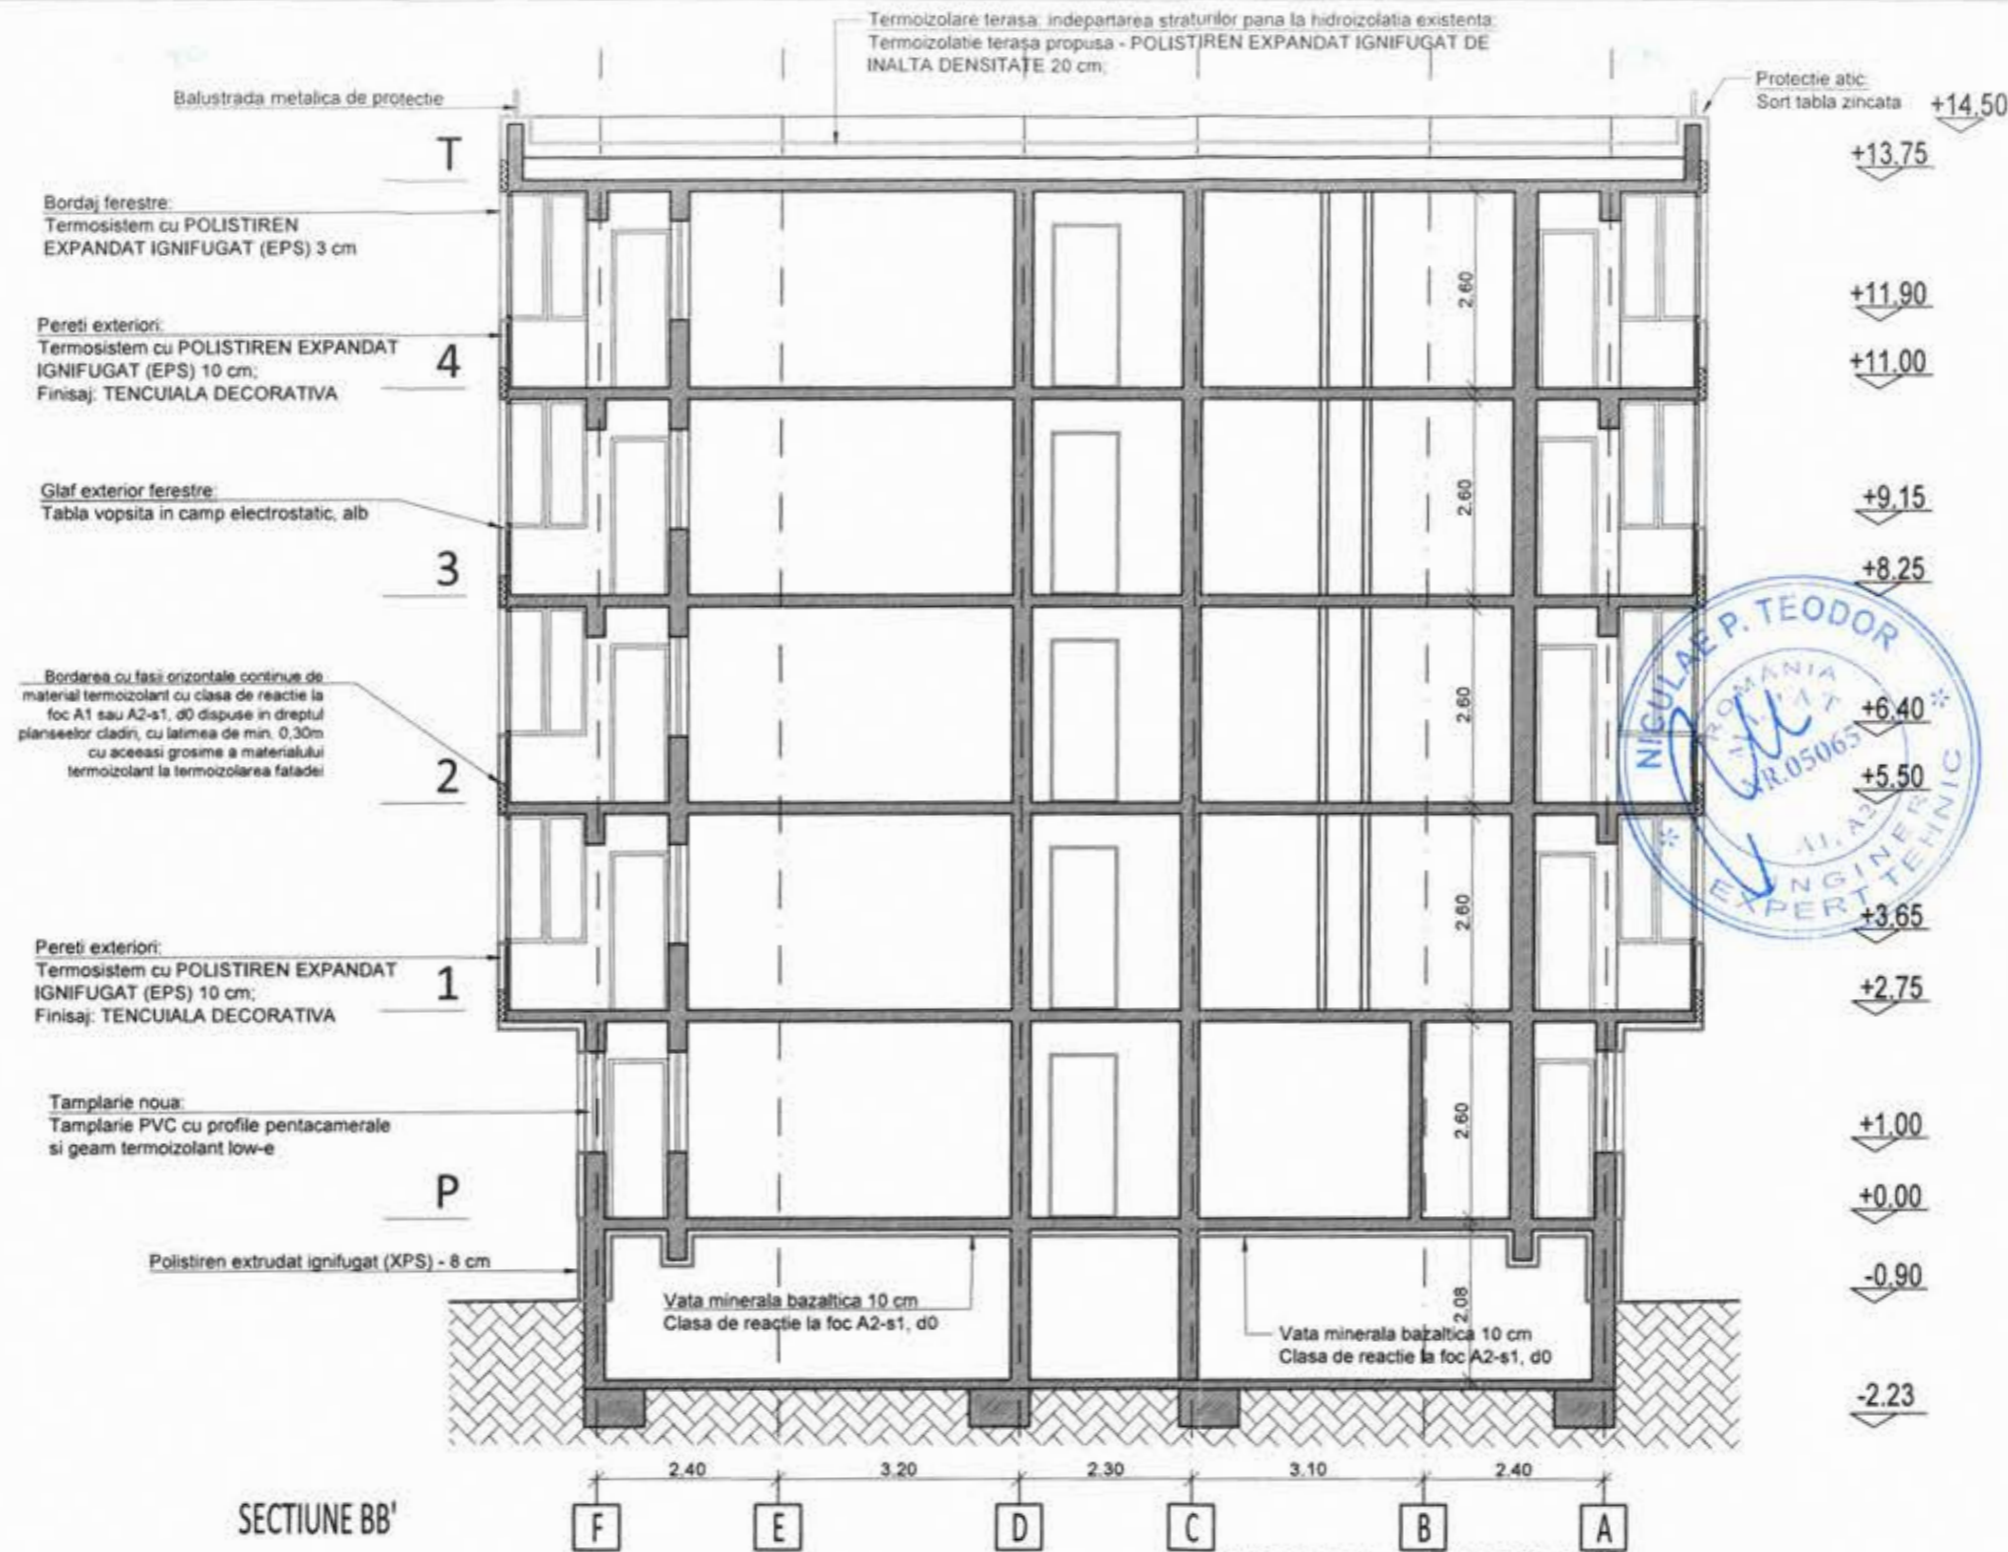 Termoizolare terasa: indepartarea straturilor pana la hidroizolatia existenta;
Termoizolatie terasa propusa - POLISTIREN EXPANDAT IGNIFUGAT DE
INALTA DENSITATE 20 cm;
Balustrada metalica de protectie
Protectie atic:
Sort tabla zincata
+14,50
T
+13.75
Bordaj ferestre:
Termosistem cu POLISTIREN
EXPANDAT IGNIFUGAT (EPS) 3 cm
2.60
+11,90
Pereti exteriori:
Termosistem cu POLISTIREN EXPANDAT
IGNIFUGAT (EPS) 10 cm;
Finisaj: TENCUIALA DECORATIVA
4
+11,00
Glaf exterior ferestre:
Tabla vopsita in camp electrostatic, alb
2.60
+9,15
3
+8.25
Bordarea cu fasii orizontale continue de
material termoizolant cu clasa de reactie la
foc A1 sau A2-s1, d0 dispuse in dreptul
planseelor cladiri, cu latimea de min. 0,30m
cu aceeasi grosime a materialului
termoizolant la termoizolarea fatadei
2.60
NIGULAE P. TEODOR
ROMANIA
+6,40
NR.05065
2
+5,50
A1, A2
INGINER
EXPERT TEHNIC
2.60
+3,65
Pereti exteriori:
Termosistem cu POLISTIREN EXPANDAT
IGNIFUGAT (EPS) 10 cm;
Finisaj: TENCUIALA DECORATIVA
1
+2,75
Tamplarie noua:
Tamplarie PVC cu profile pentacamerale
si geam termoizolant low-e
2.60
+1,00
P
+0,00
Polistiren extrudat ignifugat (XPS) - 8 cm
-0,90
Vata minerala bazaltica 10 cm
Clasa de reactie la foc A2-s1, d0
2.08
Vata minerala bazaltica 10 cm
Clasa de reactie la foc A2-s1, d0
-2.23
2.40 3.20 2.30 3.10 2.40
SECTIUNE BB'
F E D C B A